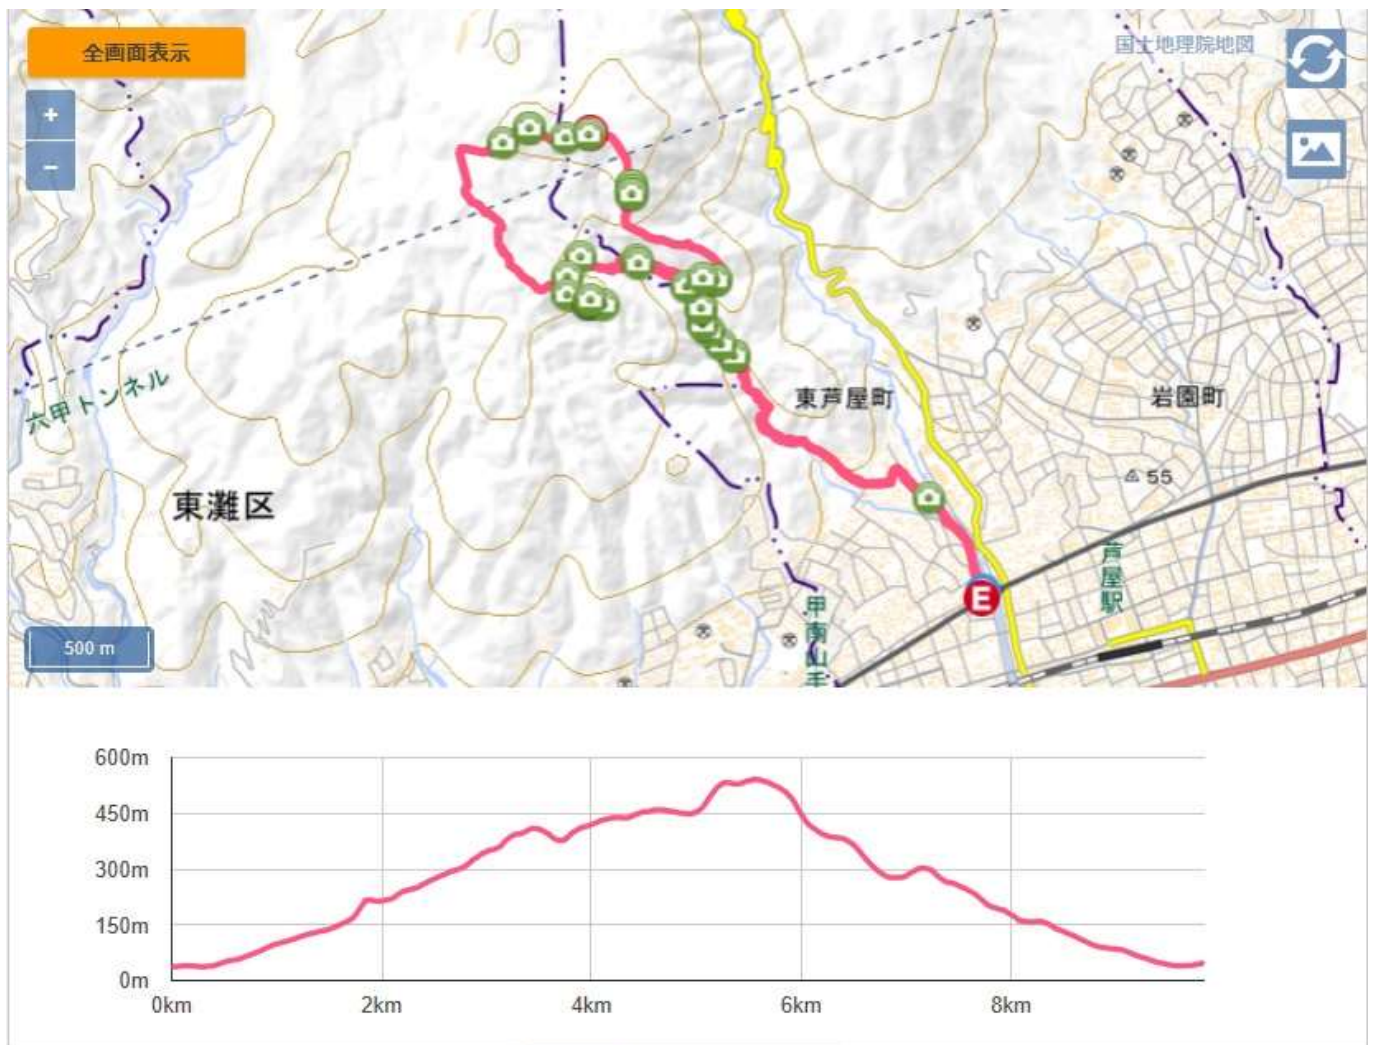 全画面表示
国土地理院地図
+
−
六甲トンネル
東芦屋町
岩園町
55
東灘区
芦屋駅
甲南山手
E
500 m
600m
450m
300m
150m
0m
0km
2km
4km
6km
8km